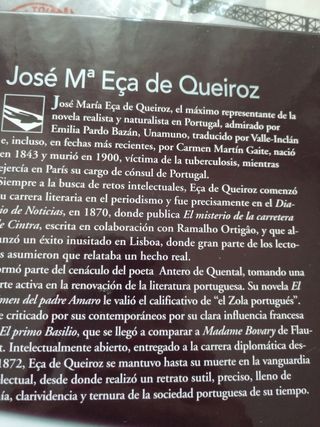 José Mª Eça de Queiroz
José María Eça de Queiroz, el máximo representante de la
novela realista y naturalista en Portugal, admirado por
Emilia Pardo Bazán, Unamuno, traducido por Valle-Inclán
e, incluso, en fechas más recientes, por Carmen Martín Gaite, nació
en 1843 y murió en 1900, víctima de la tuberculosis, mientras
ejercía en París su cargo de cónsul de Portugal.
Siempre a la busca de retos intelectuales, Eça de Queiroz comenzó
su carrera literaria en el periodismo y fue precisamente en el Dia-
io de Noticias, en 1870, donde publica El misterio de la carretera
de Cintra, escrita en colaboración con Ramalho Ortigâo, y que al-
anzó un éxito inusitado en Lisboa, donde gran parte de los lecto-
es asumieron que relataba un hecho real.
ormó parte del cenáculo del poeta Antero de Quental, tomando una
arte activa en la renovación de la literatura portuguesa. Su novela El
imen del padre Amaro le valió el calificativo de “el Zola portugués”.
e criticado por sus contemporáneos por su clara influencia francesa
El primo Basilio, que se llegó a comparar a Madame Bovary de Flau-
t. Intelectualmente abierto, entregado a la carrera diplomática des-
1872, Eça de Queiroz se mantuvo hasta su muerte en la vanguardia
lectual, desde donde realizó un retrato sutil, preciso, lleno de
ía, clarividencia y ternura de la sociedad portuguesa de su tiempo.